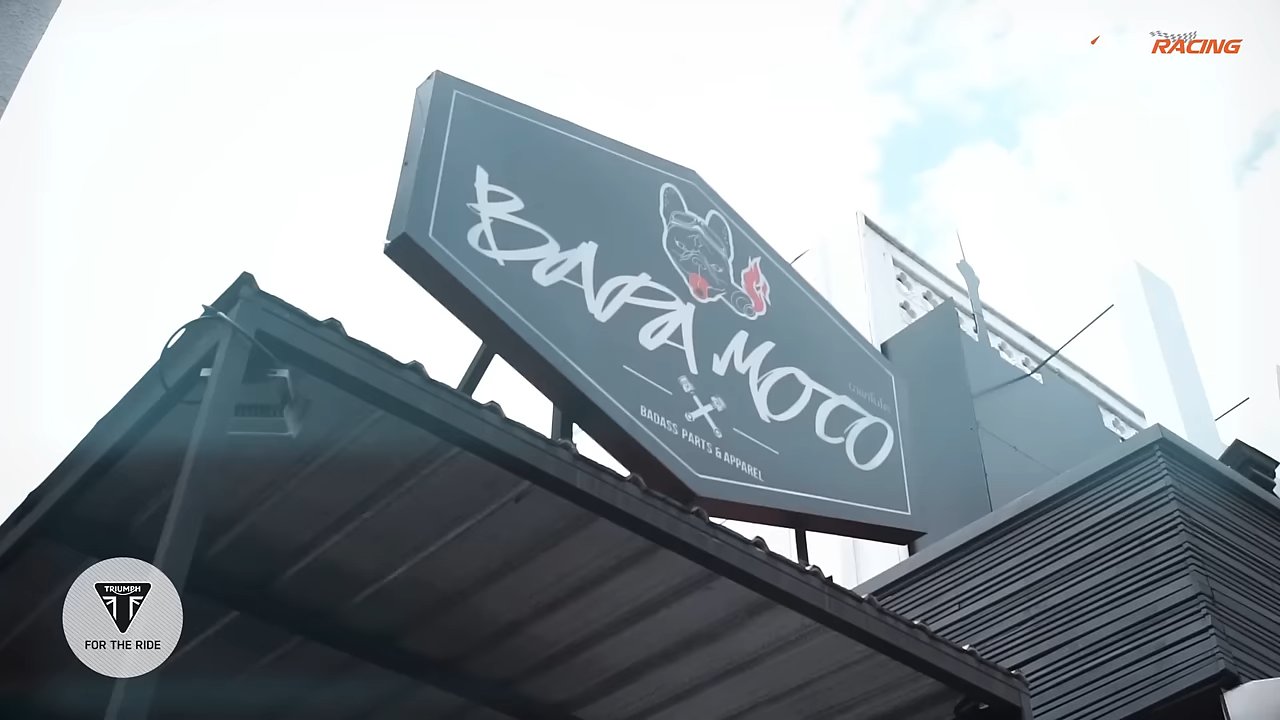 RACING
BAPA MOCO
BADASS PARTS & APPAREL
TRIUMPH
FOR THE RIDE